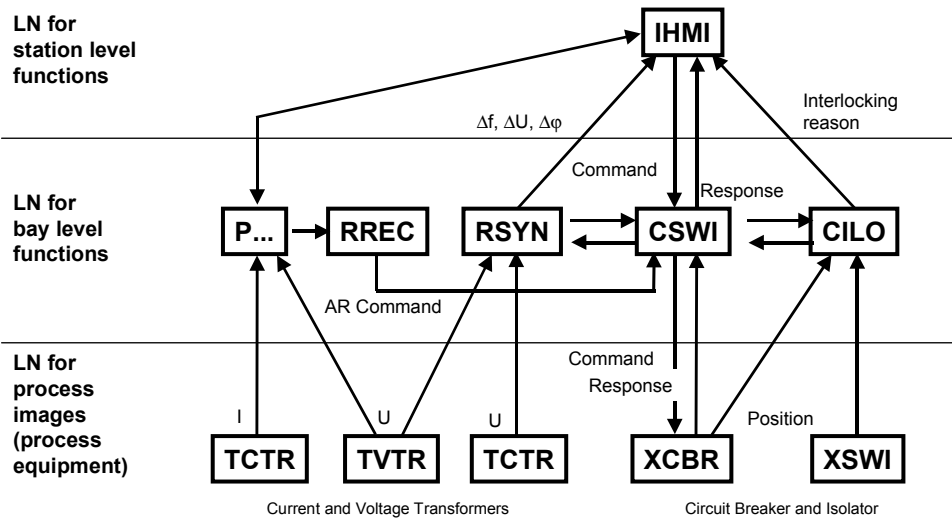 LN for
station level
functions
IHMI
Δf, ΔU, Δφ
Interlocking
reason
Command
Response
LN for
bay level
functions
P...
RREC
RSYN
CSWI
CILO
AR Command
LN for
process
images
(process
equipment)
Command
Response
I
U
U
Position
TCTR
TVTR
TCTR
XCBR
XSWI
Current and Voltage Transformers
Circuit Breaker and Isolator